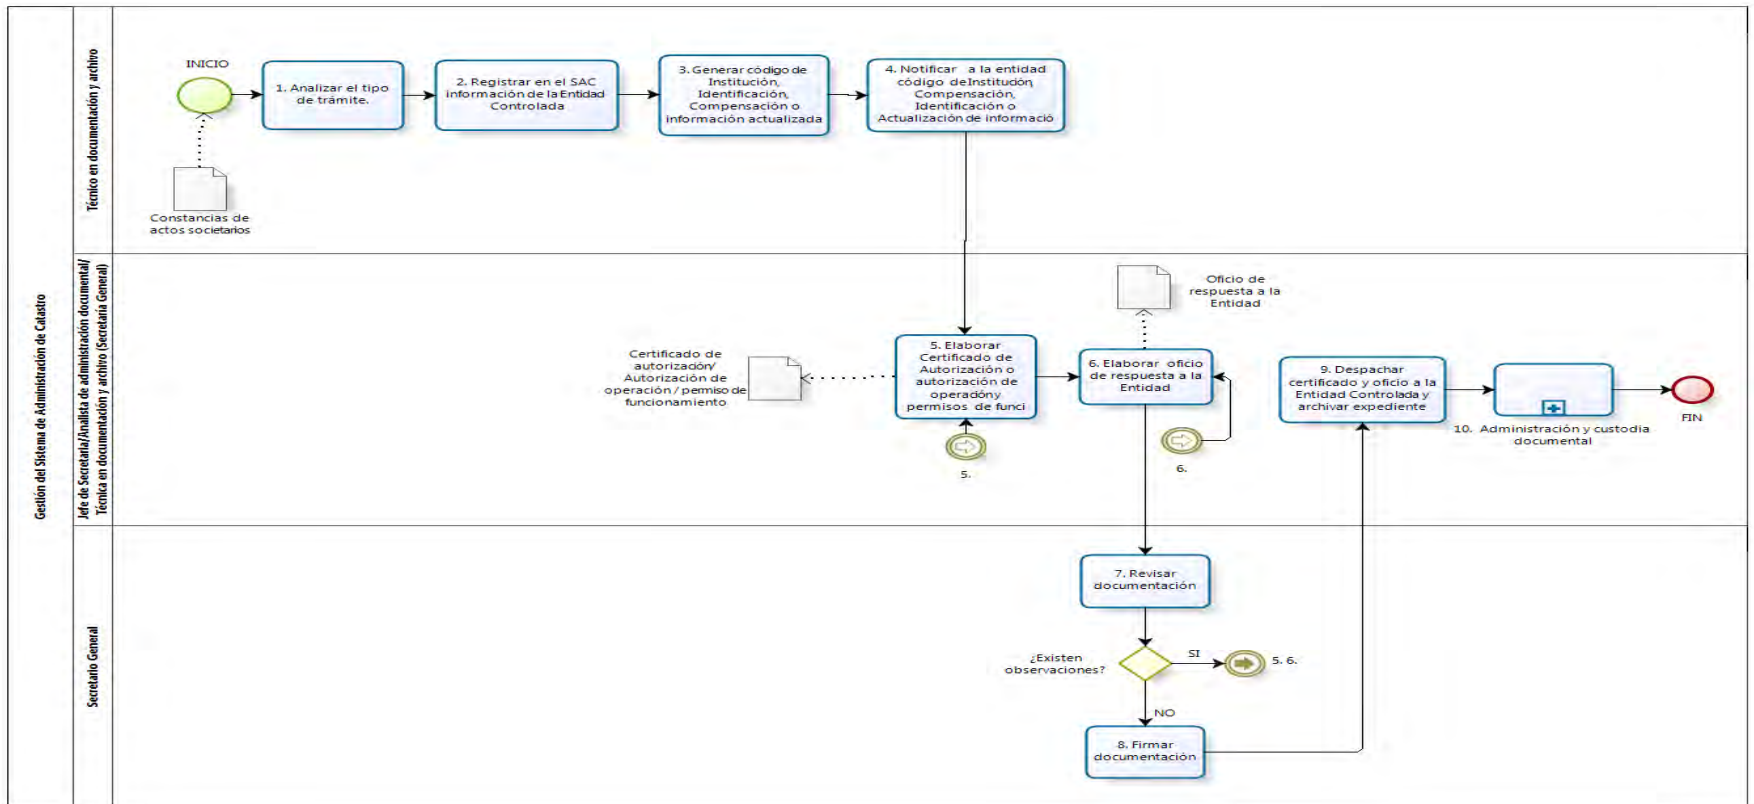 Gestión del Sistema de Administración de Catastro
Técnico en documentación y archivo
INICIO
1. Analizar el tipo
de trámite.
2. Registrar en el SAC
información de la Entidad
Controlada
3. Generar código de
Institución,
Identificación,
Compensación o
información actualizada
4. Notificar a la entidad
código de Institución,
Compensación,
Identificación o
Actualización de informació
Constancias de
actos societarios
Jefe de Secretaría/Analista de administración documental/
Técnica en documentación y archivo (Secretaría General)
Certificado de
autorización/
Autorización de
operación / permiso de
funcionamiento
5. Elaborar
Certificado de
Autorización o
autorización de
operadón y
permisos de funci
5.
Oficio de
respuesta a la
Entidad
6. Elaborar oficio
de respuesta a la
Entidad
6.
9. Despachar
certificado y oficio a la
Entidad Controlada y
archivar expediente
10. Administración y custodia
documental
FIN
Secretario General
7. Revisar
documentación
¿Existen
observaciones?
SI
5. 6.
NO
8. Firmar
documentación